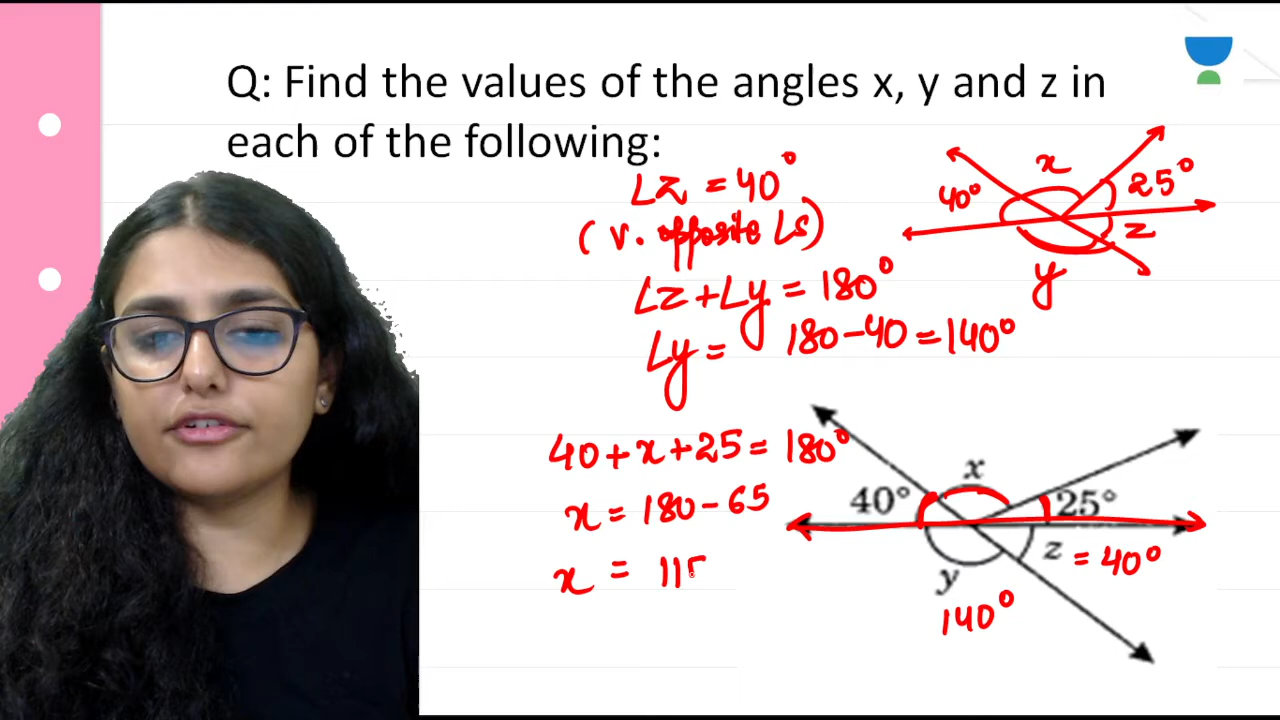 Q: Find the values of the angles x, y and z in
each of the following:
∠z = 40°
(v. opposite ∠s)
∠z + ∠y = 180°
∠y = 180 - 40 = 140°
40 + x + 25 = 180°
x = 180 - 65
x = 115
x
40°
25°
z
y
x
40°
25°
z = 40°
y
140°